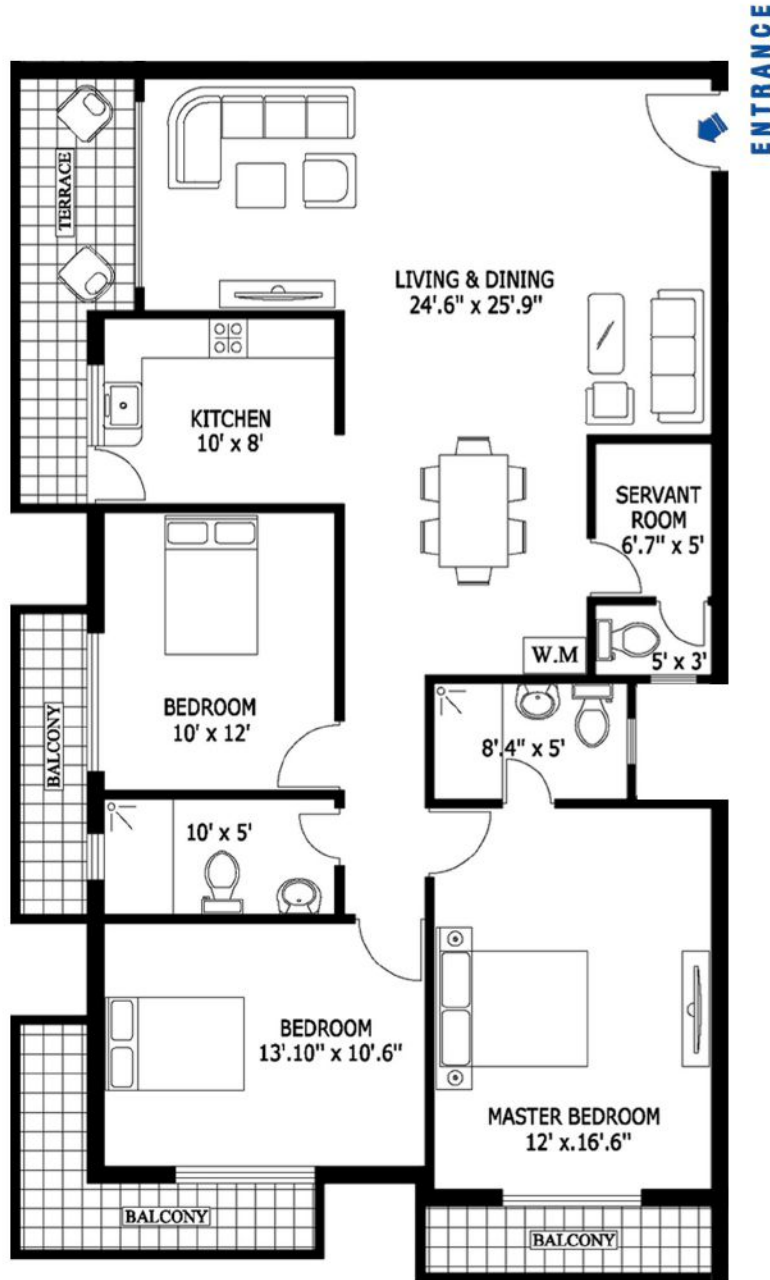 ENTRANCE
TERRACE
LIVING & DINING
24'.6" x 25'.9"
KITCHEN
10' x 8'
SERVANT
ROOM
6'.7" x 5'
W.M
5' x 3'
BEDROOM
10' x 12'
BALCONY
8'.4" x 5'
10' x 5'
BEDROOM
13'.10" x 10'.6"
MASTER BEDROOM
12' x.16'.6"
BALCONY
BALCONY